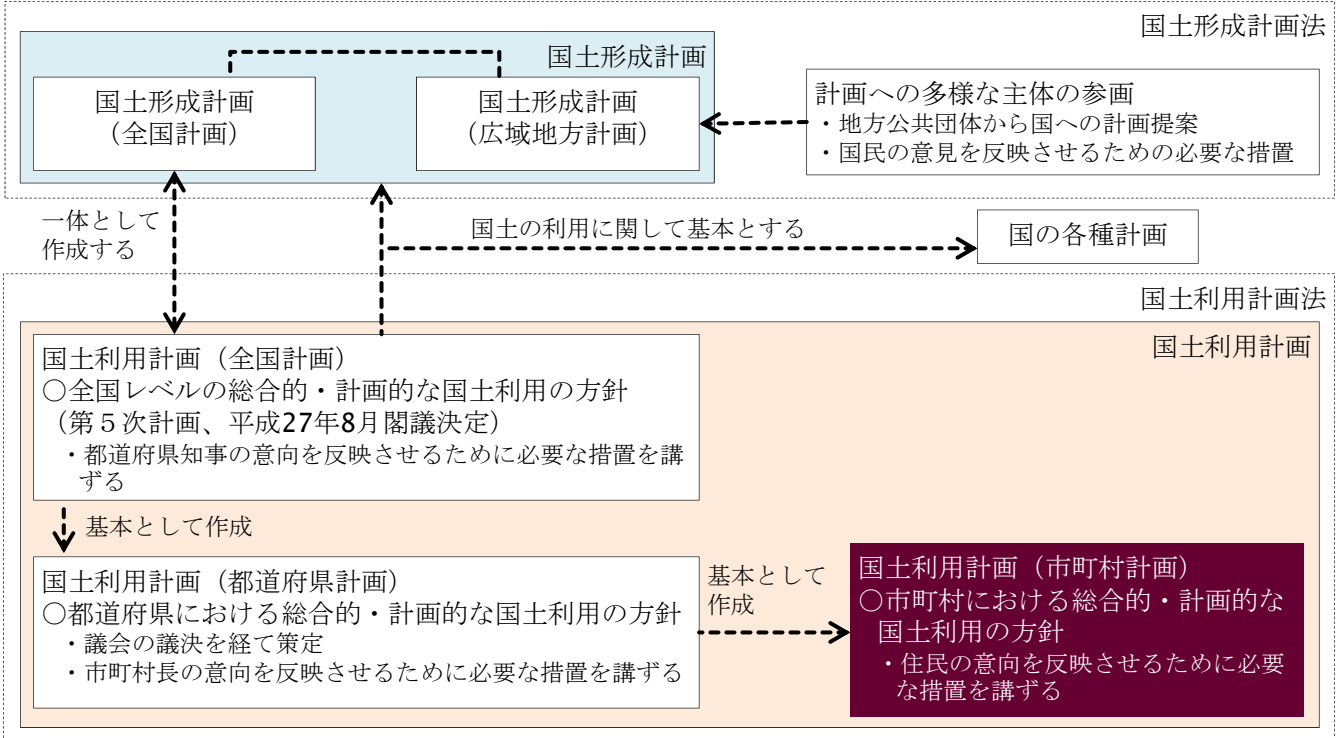 国土形成計画法
国土形成計画
国土形成計画
(全国計画)
国土形成計画
(広域地方計画)
計画への多様な主体の参画
・地方公共団体から国への計画提案
・国民の意見を反映させるための必要な措置
一体として
作成する
国土の利用に関して基本とする
国の各種計画
国土利用計画法
国土利用計画
国土利用計画（全国計画）
〇全国レベルの総合的・計画的な国土利用の方針
（第５次計画、平成27年8月閣議決定）
・都道府県知事の意向を反映させるために必要な措置を講
ずる
基本として作成
国土利用計画（都道府県計画）
〇都道府県における総合的・計画的な国土利用の方針
・議会の議決を経て策定
・市町村長の意向を反映させるために必要な措置を講ずる
基本として
作成
国土利用計画（市町村計画）
〇市町村における総合的・計画的な
国土利用の方針
・住民の意向を反映させるために必要
な措置を講ずる